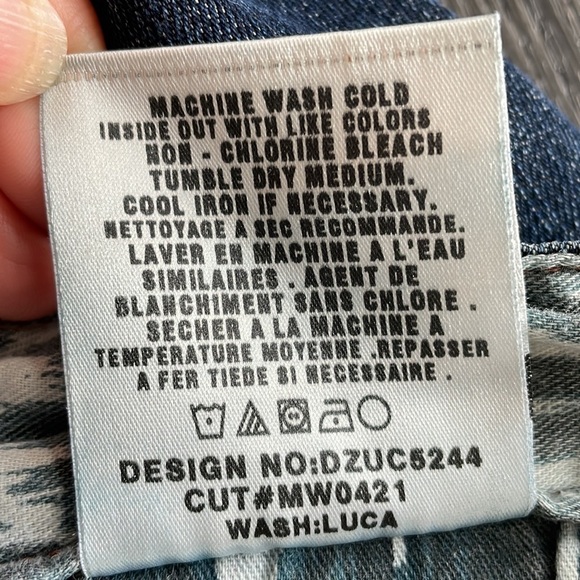 MACHINE WASH COLD
INSIDE OUT WITH LIKE COLORS
NON - CHLORINE BLEACH
TUMBLE DRY MEDIUM.
COOL IRON IF NECESSARY.
NETTOYAGE A SEC RECOMMANDE.
LAVER EN MACHINE A L'EAU
SIMILAIRES . AGENT DE
BLANCH1MENT SANS CHLORE .
SECHER A LA MACHINE A
TEMPERATURE MOYENNE .REPASSER
A FER TIEDE SI NECESSAIRE .
DESIGN NO:DZUC5244
CUT#MW0421
WASH:LUCA